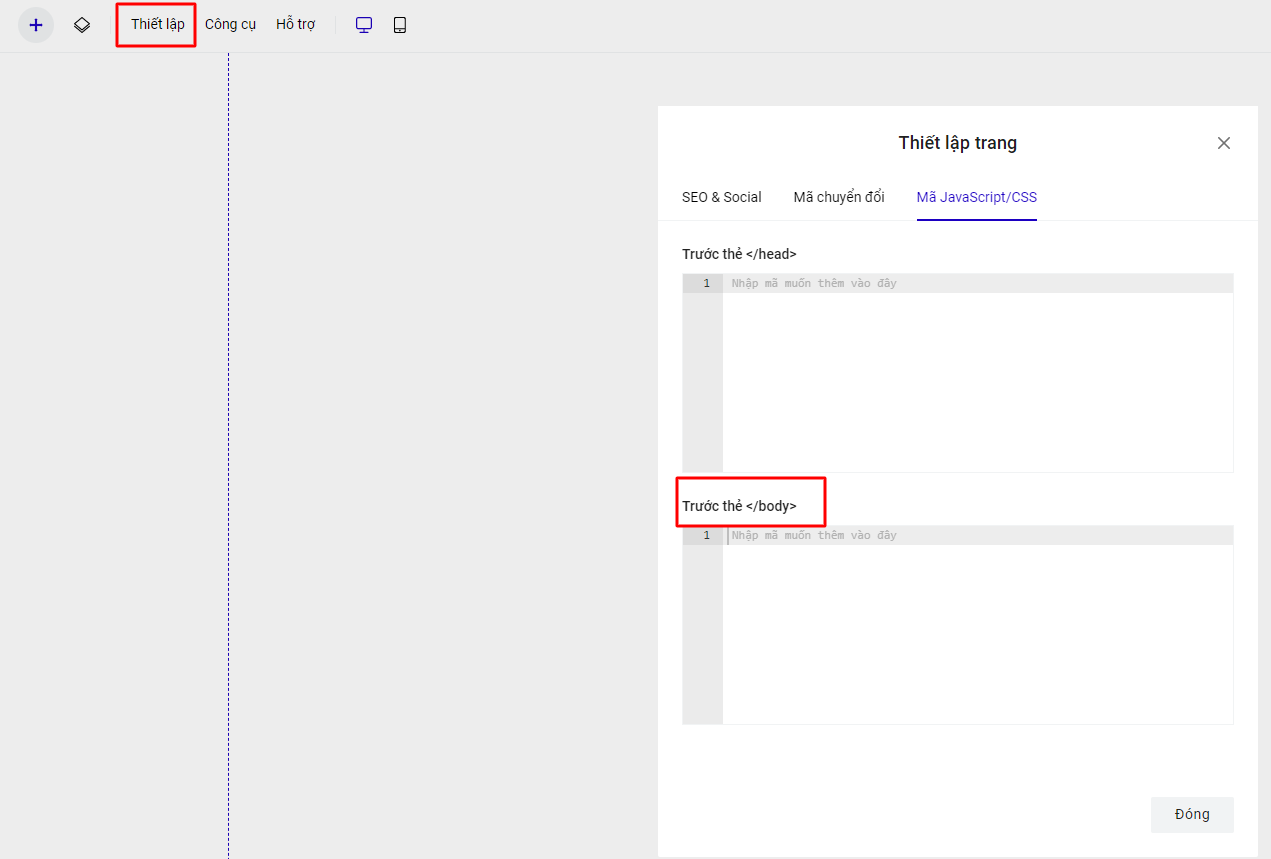 Thiết lập Công cụ Hỗ trợ
Thiết lập trang
SEO & Social Mã chuyển đổi Mã JavaScript/CSS
Trước thẻ </head>
1 Nhập mã muốn thêm vào đây
Trước thẻ </body>
1 Nhập mã muốn thêm vào đây
Đóng